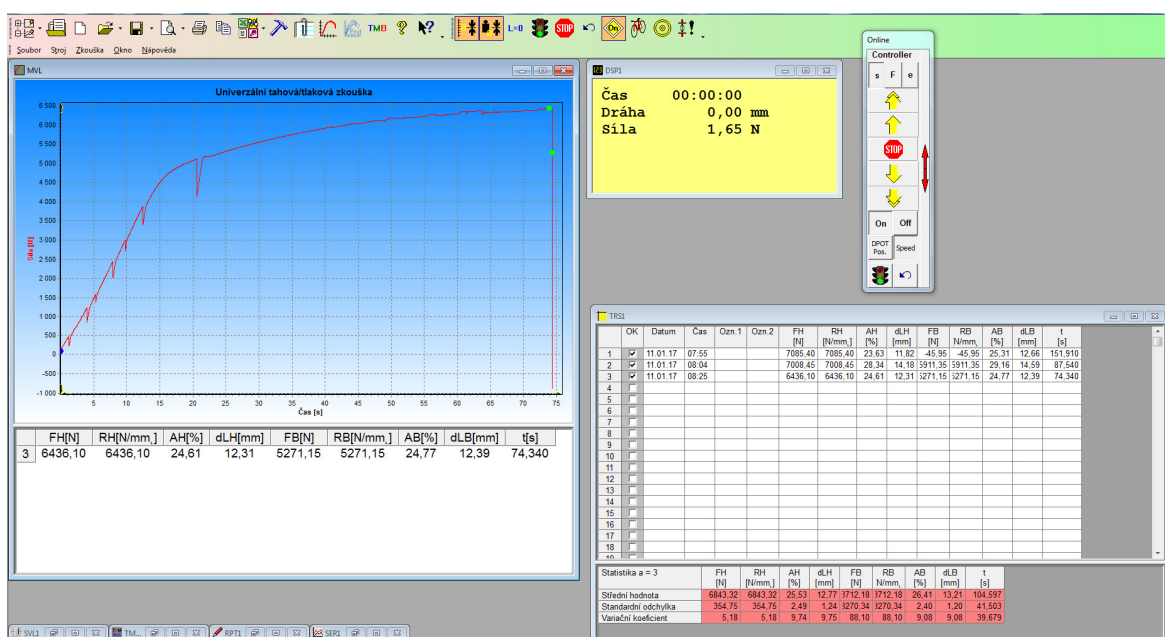 TMB
L=0
STOP
On
Soubor Stroj Zkouška Okno Nápověda
MVL
Univerzální tahová/tlaková zkouška
6 500
6 000
5 500
5 000
4 500
4 000
3 500
3 000
2 500
2 000
1 500
1 000
500
0
-500
-1 000
Síla [N]
5 10 15 20 25 30 35 40 45 50 55 60 65 70 75
Čas [s]
FH[N] RH[N/mm,] AH[%] dLH[mm] FB[N] RB[N/mm,] AB[%] dLB[mm] t[s]
3 6436,10 6436,10 24,61 12,31 5271,15 5271,15 24,77 12,39 74,340
DSP1
Čas 00:00:00
Dráha 0,00 mm
Síla 1,65 N
Online
Controller
s F e
STOP
On Off
DPOT Speed
Pos.
TRS1
OK Datum Čas Ozn.1 Ozn.2 FH RH AH dLH FB RB AB dLB t
[N] [N/mm,] [%] [mm] [N] N/mm, [%] [mm] [s]
1 11.01.17 07:55 7085,40 7085,40 23,63 11,82 -45,95 -45,95 25,31 12,66 151,910
2 11.01.17 08:04 7008,45 7008,45 28,34 14,18 5911,35 5911,35 29,16 14,59 87,540
3 11.01.17 08:25 6436,10 6436,10 24,61 12,31 5271,15 5271,15 24,77 12,39 74,340
4
5
6
7
8
9
10
11
12
13
14
15
16
17
18
19
Statistika a = 3 FH RH AH dLH FB RB AB dLB t
[N] [N/mm,] [%] [mm] [N] N/mm, [%] [mm] [s]
Střední hodnota 6843,32 6843,32 25,53 12,77 3712,18 3712,18 26,41 13,21 104,597
Standardní odchylka 354,75 354,75 2,49 1,24 3270,34 3270,34 2,40 1,20 41,503
Variační koeficient 5,18 5,18 9,74 9,75 88,10 88,10 9,08 9,08 39,679
SVL1 TM... RPT1 SER1